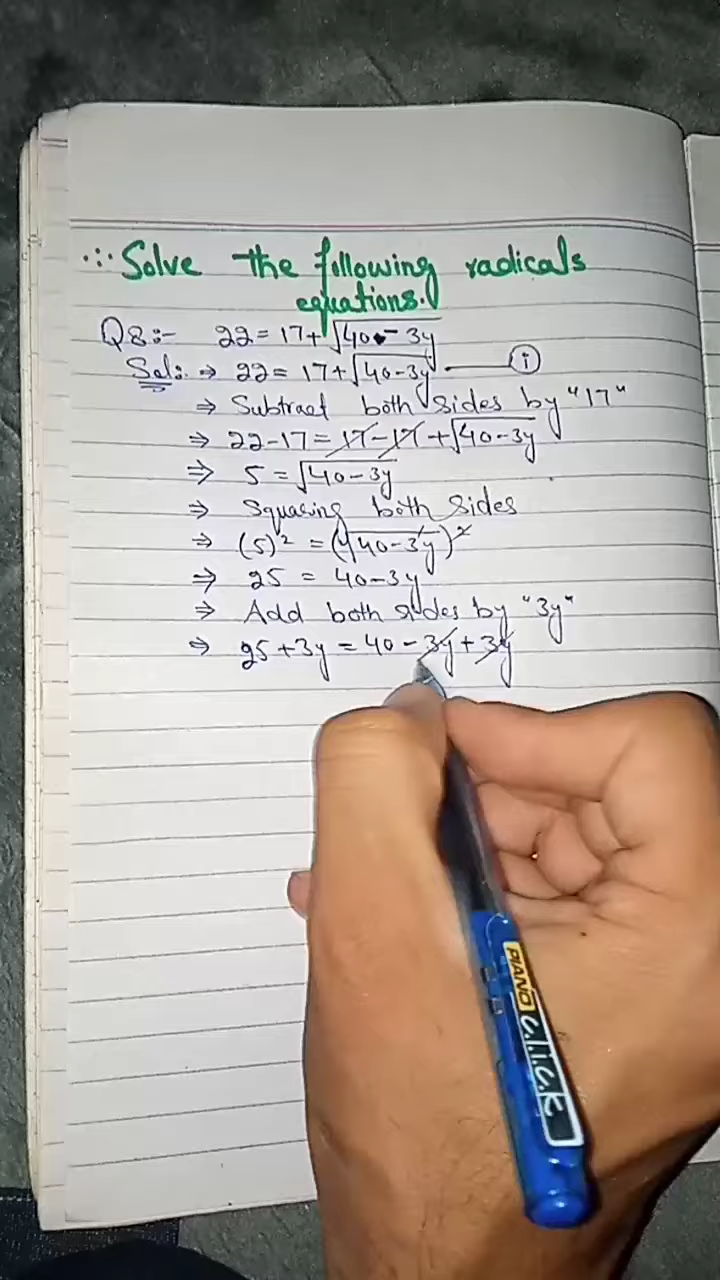 ∴ Solve the following radicals
equations.
Q8:- 22 = 17 + √40 - 3y
Sol: ⇒ 22 = 17 + √40 - 3y — (i)
⇒ Subtract both sides by "17"
⇒ 22 - 17 = 17 - 17 + √40 - 3y
⇒ 5 = √40 - 3y
⇒ Squaring both sides
⇒ (5)² = (√40 - 3y)²
⇒ 25 = 40 - 3y
⇒ Add both sides by "3y"
⇒ 25 + 3y = 40 - 3y + 3y
PIANO c.l.i.c.k